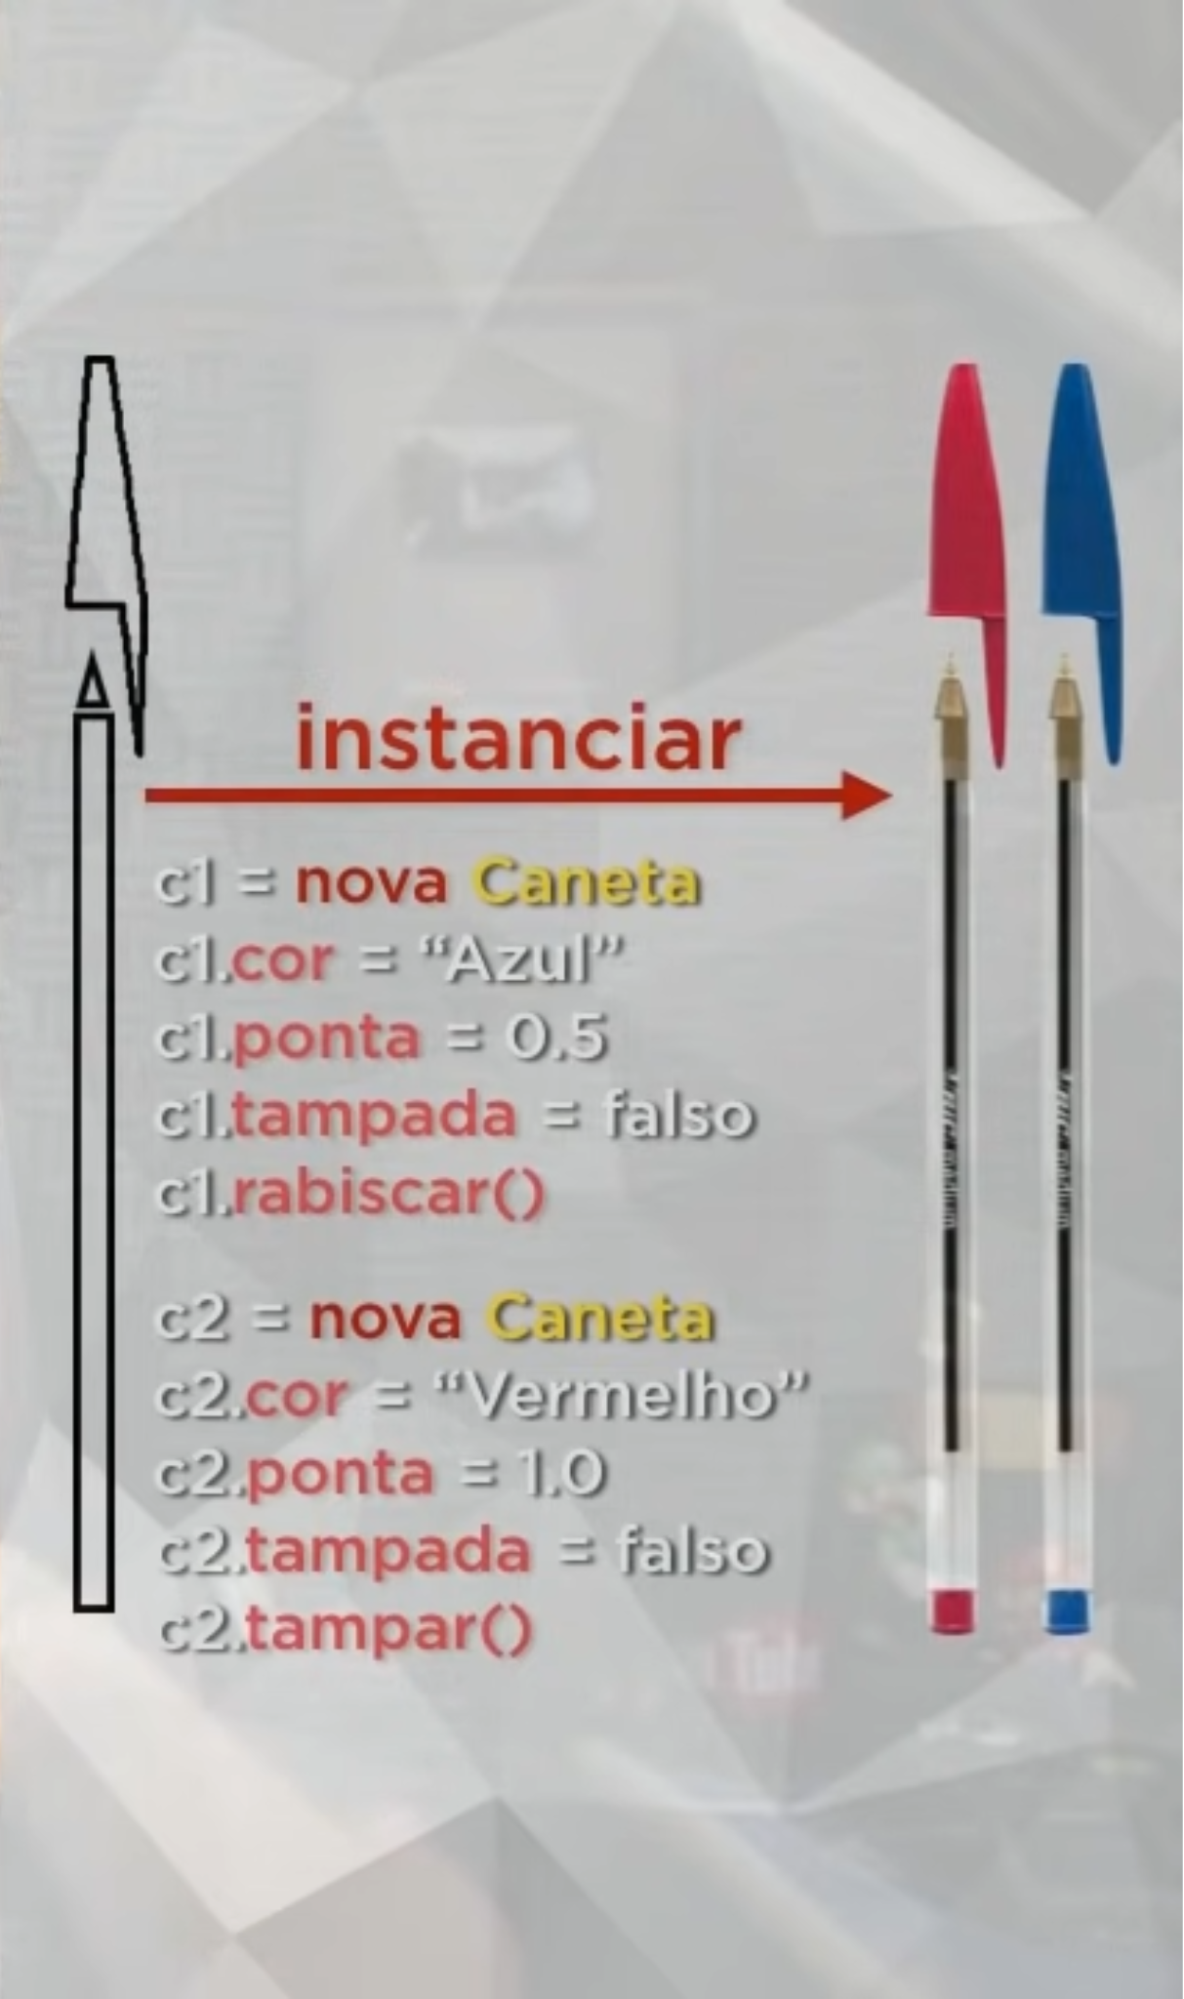 instanciar
c1 = nova Caneta
c1.cor = “Azul”
c1.ponta = 0.5
c1.tampada = falso
c1.rabiscar()
c2 = nova Caneta
c2.cor = “Vermelho”
c2.ponta = 1.0
c2.tampada = falso
c2.tampar()